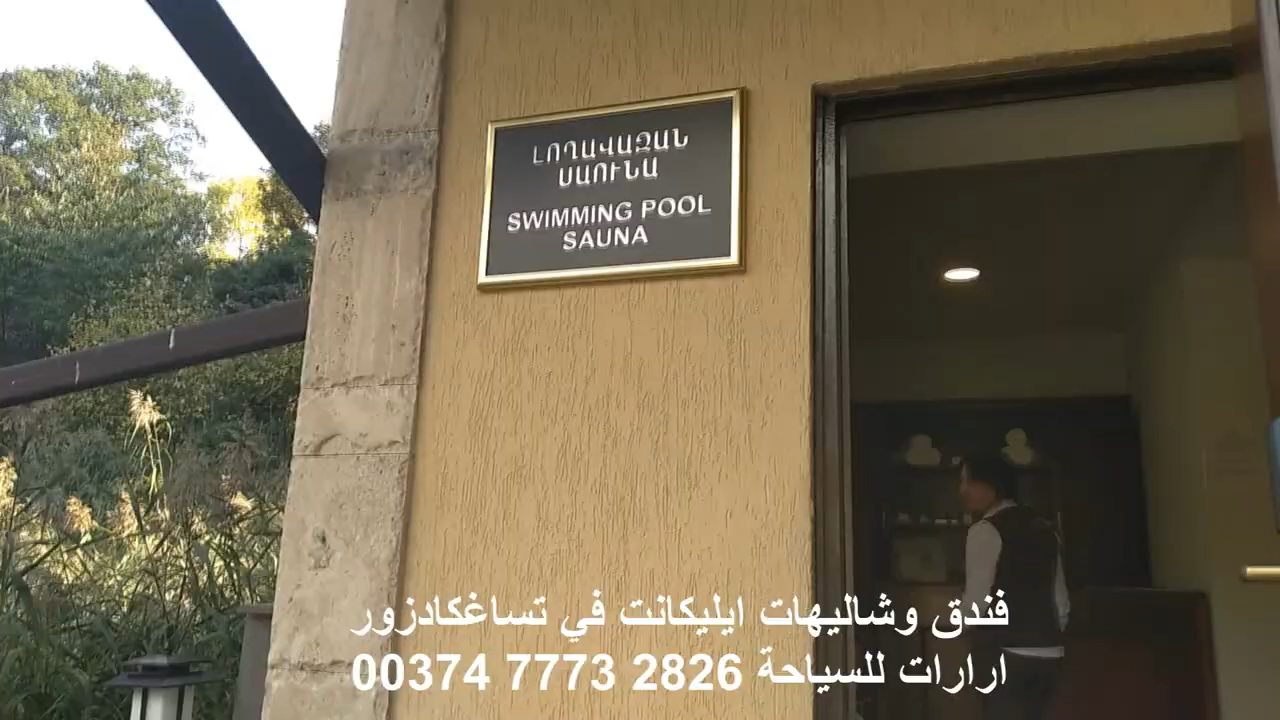 ԼՈՂԱՎԱԶԱՆ
ՍԱՈՒՆԱ
SWIMMING POOL
SAUNA
فندق وشاليهات ايليكانت في تساغكادزور
ارارات للسياحة 2826 7773 00374